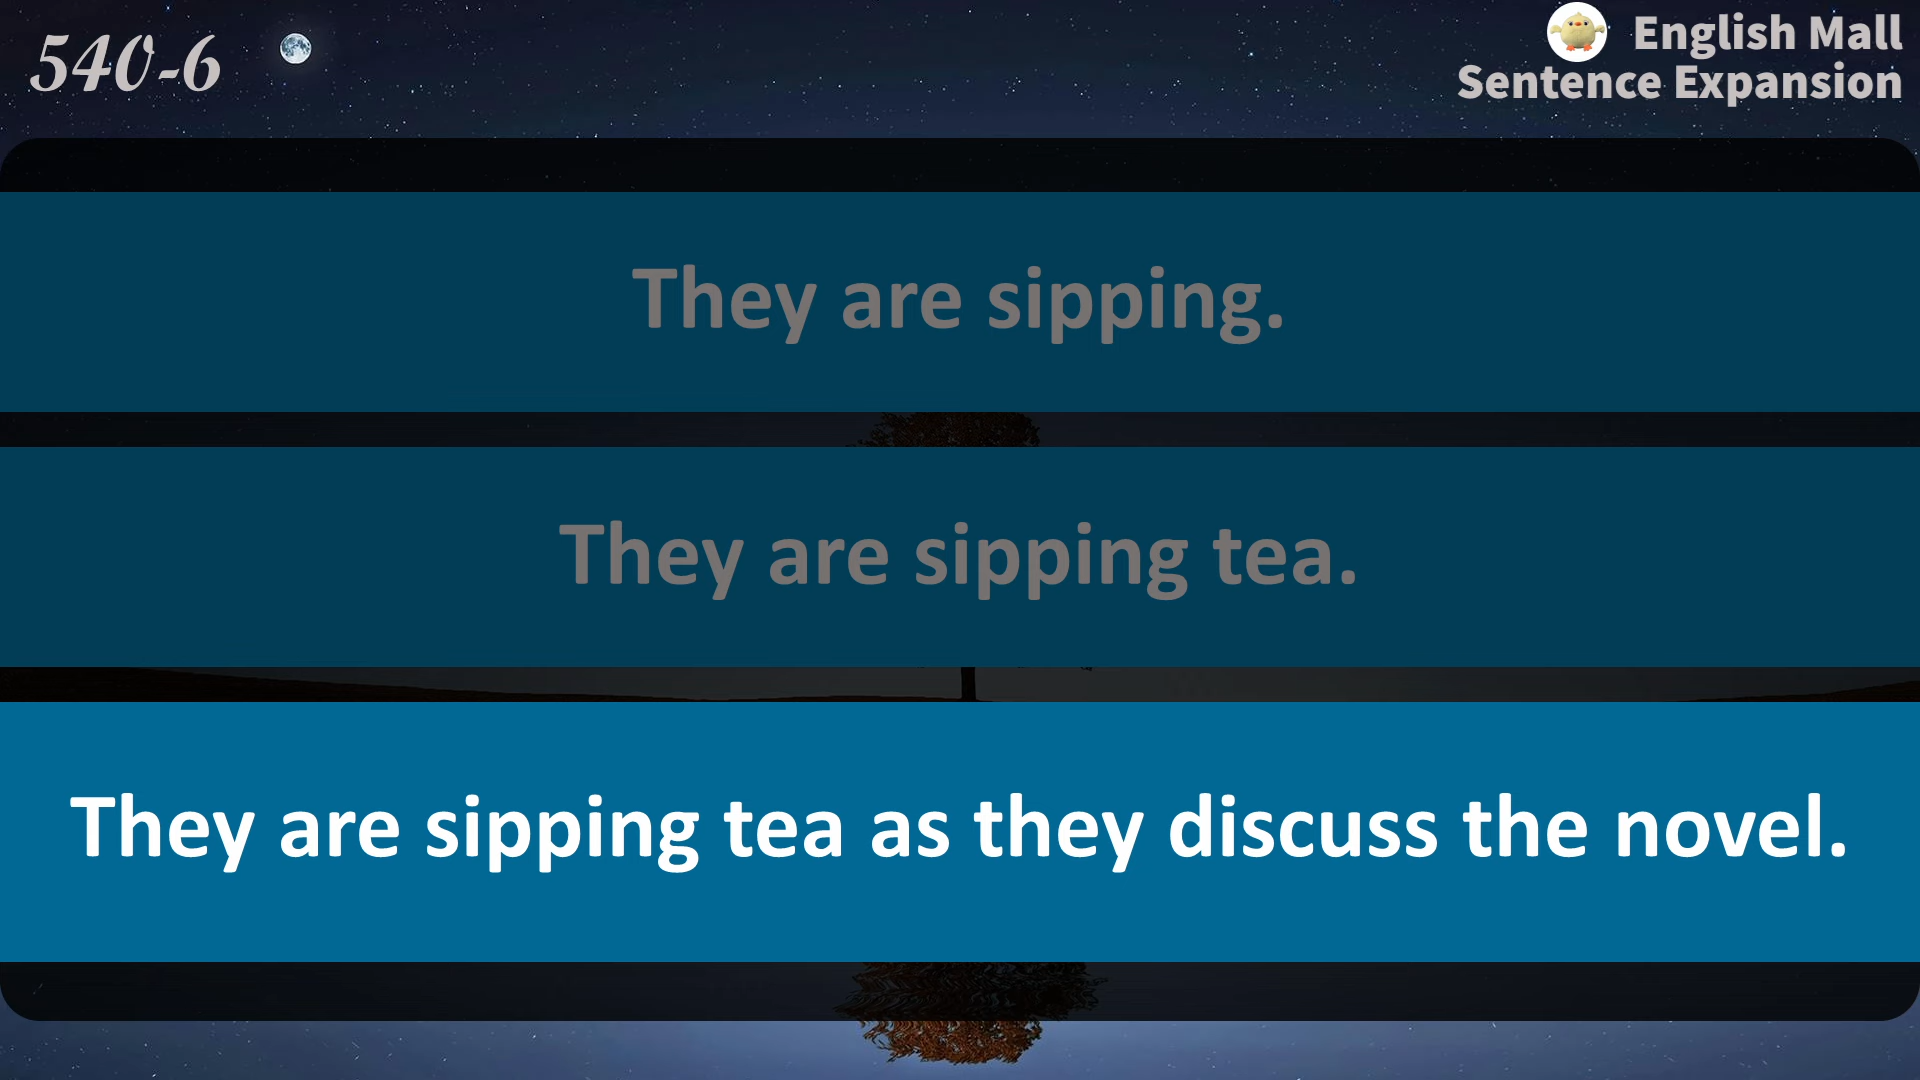 540-6
English Mall
Sentence Expansion
They are sipping.
They are sipping tea.
They are sipping tea as they discuss the novel.